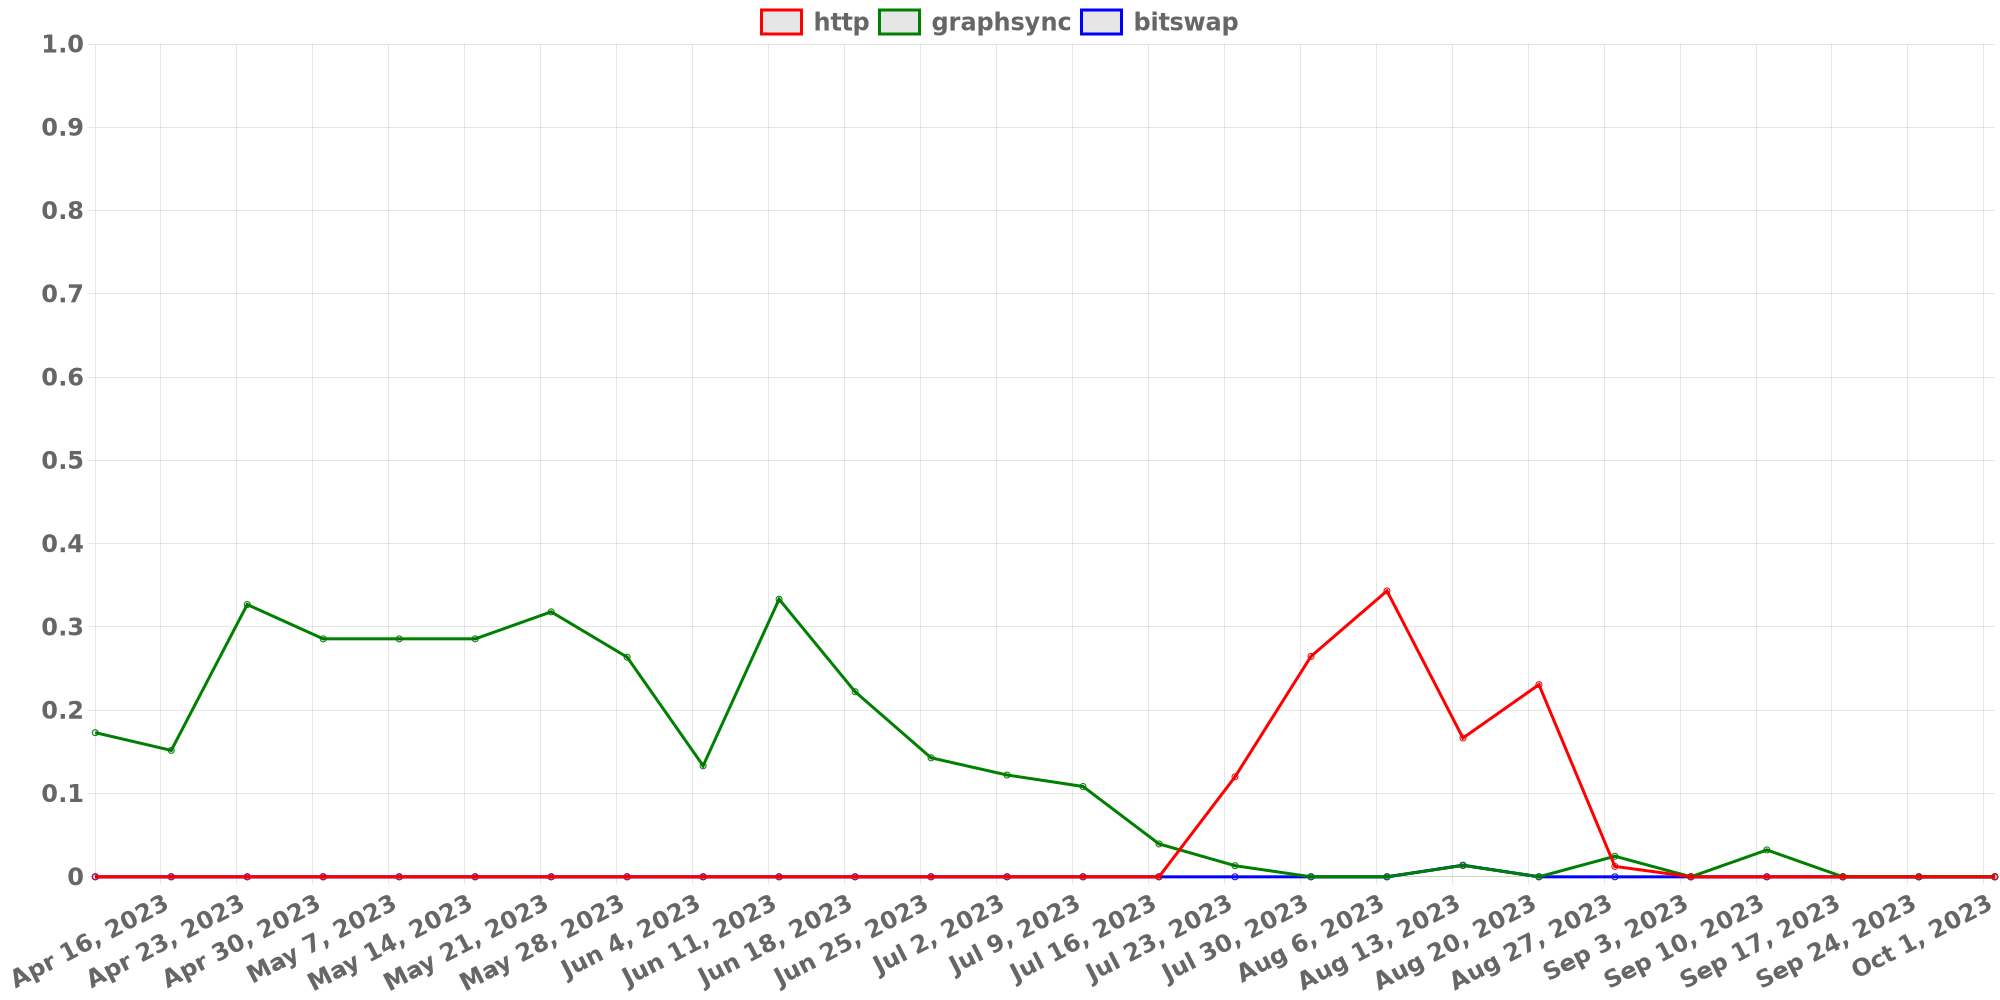 http graphsync bitswap
1.0
0.9
0.8
0.7
0.6
0.5
0.4
0.3
0.2
0.1
0
Apr 16, 2023
Apr 23, 2023
Apr 30, 2023
May 7, 2023
May 14, 2023
May 21, 2023
May 28, 2023
Jun 4, 2023
Jun 11, 2023
Jun 18, 2023
Jun 25, 2023
Jul 2, 2023
Jul 9, 2023
Jul 16, 2023
Jul 23, 2023
Jul 30, 2023
Aug 6, 2023
Aug 13, 2023
Aug 20, 2023
Aug 27, 2023
Sep 3, 2023
Sep 10, 2023
Sep 17, 2023
Sep 24, 2023
Oct 1, 2023